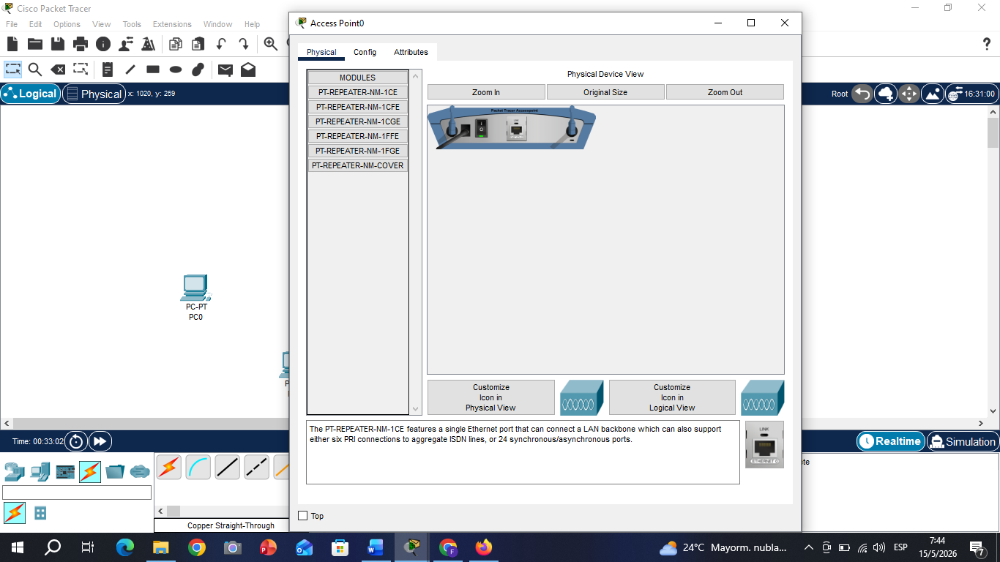 Cisco Packet Tracer
File Edit Options View Tools Extensions Window Help
Access Point0
Physical Config Attributes
MODULES
PT-REPEATER-NM-1CE
PT-REPEATER-NM-1CFE
PT-REPEATER-NM-1CGE
PT-REPEATER-NM-1FFE
PT-REPEATER-NM-1FGE
PT-REPEATER-NM-COVER
Physical Device View
Zoom In Original Size Zoom Out
Packet Tracer Accesspoint
LINK
Logical Physical x: 1020, y: 259
Root 16:31:00
PC-PT
PC0
P
Customize
Icon in
Physical View
Customize
Icon in
Logical View
The PT-REPEATER-NM-1CE features a single Ethernet port that can connect a LAN backbone which can also support
either six PRI connections to aggregate ISDN lines, or 24 synchronous/asynchronous ports.
LINK
ETHERNET 0
Top
Time: 00:33:02
Realtime Simulation
ete
Copper Straight-Through
24°C Mayorm. nubla... ESP
7:44
15/5/2026
7